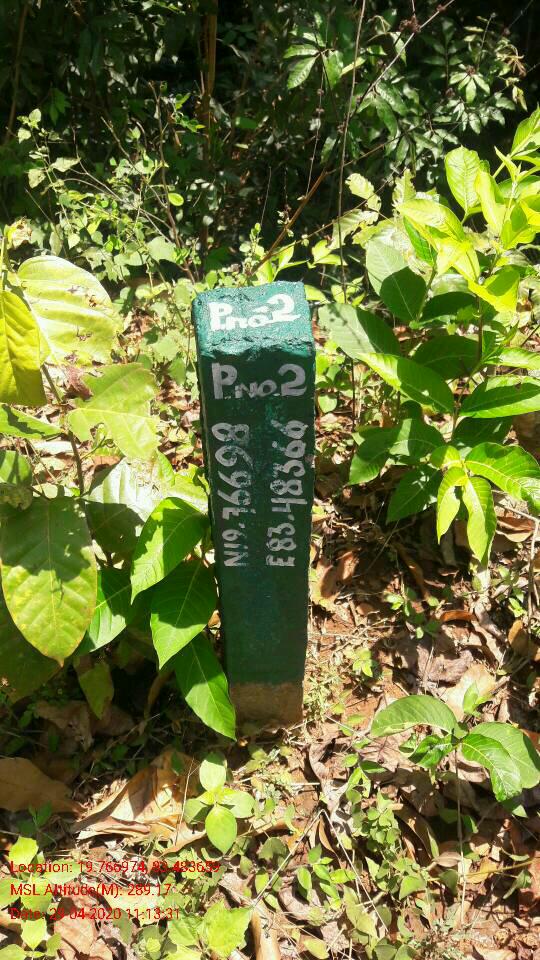 P.no.2
P.No.2
N19.76698
E83.48366
Location: 19.766974, 83.483659
MSL Altitude(M): 289.17
Date: 29-04-2020 11:13:31